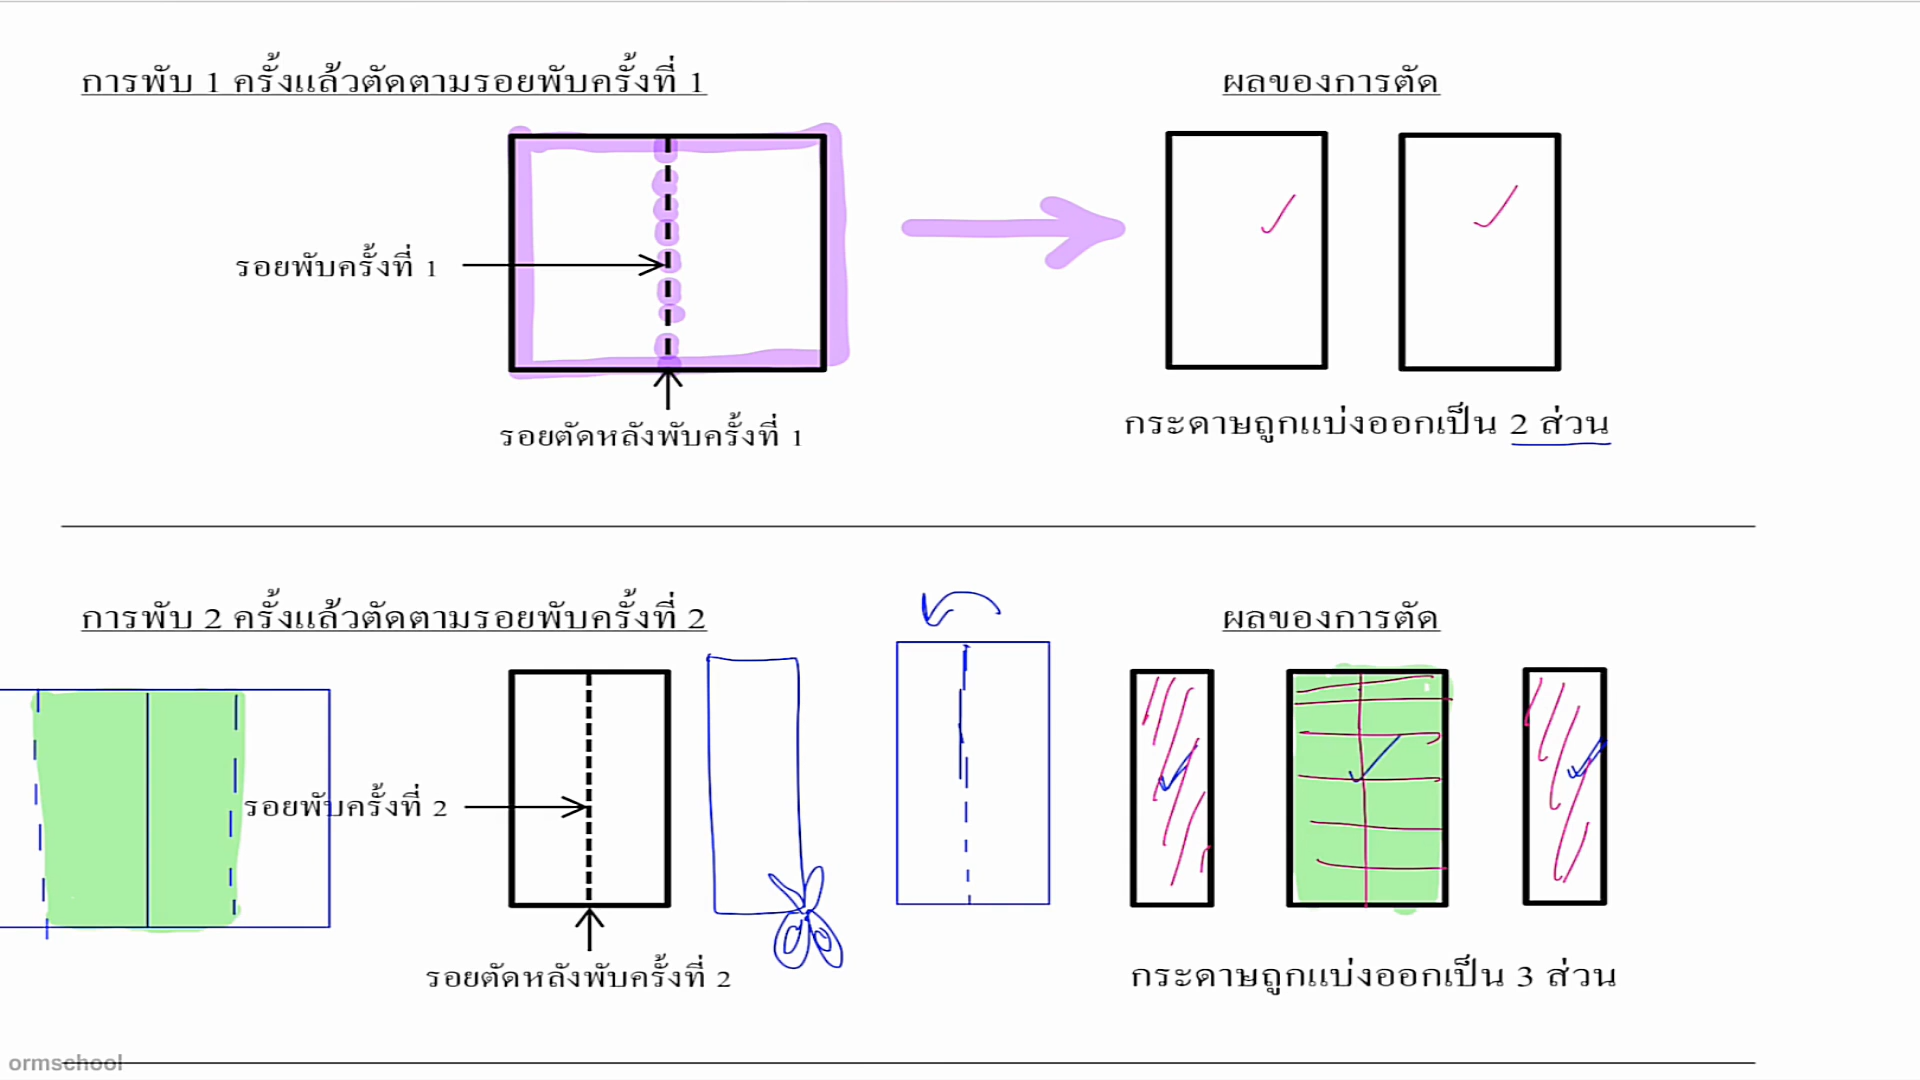 การพับ 1 ครั้งแล้วตัดตามรอยพับครั้งที่ 1
ผลของการตัด
รอยพับครั้งที่ 1
รอยตัดหลังพับครั้งที่ 1
กระดาษถูกแบ่งออกเป็น 2 ส่วน
การพับ 2 ครั้งแล้วตัดตามรอยพับครั้งที่ 2
ผลของการตัด
รอยพับครั้งที่ 2
รอยตัดหลังพับครั้งที่ 2
กระดาษถูกแบ่งออกเป็น 3 ส่วน
ormschool